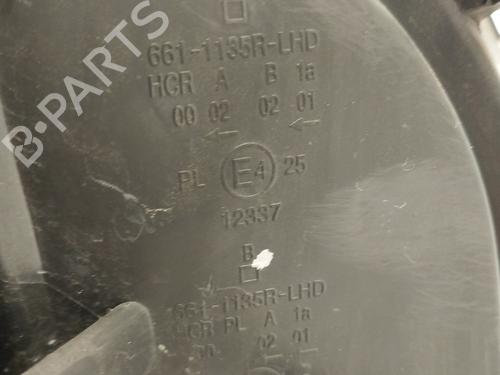 661-1135R-LHD
HCR A B 1a
00 02 02 01
PL E4 25
12337
B
661-1135R-LHD
HCR PL A 1a
00 02 01
B-PARTS